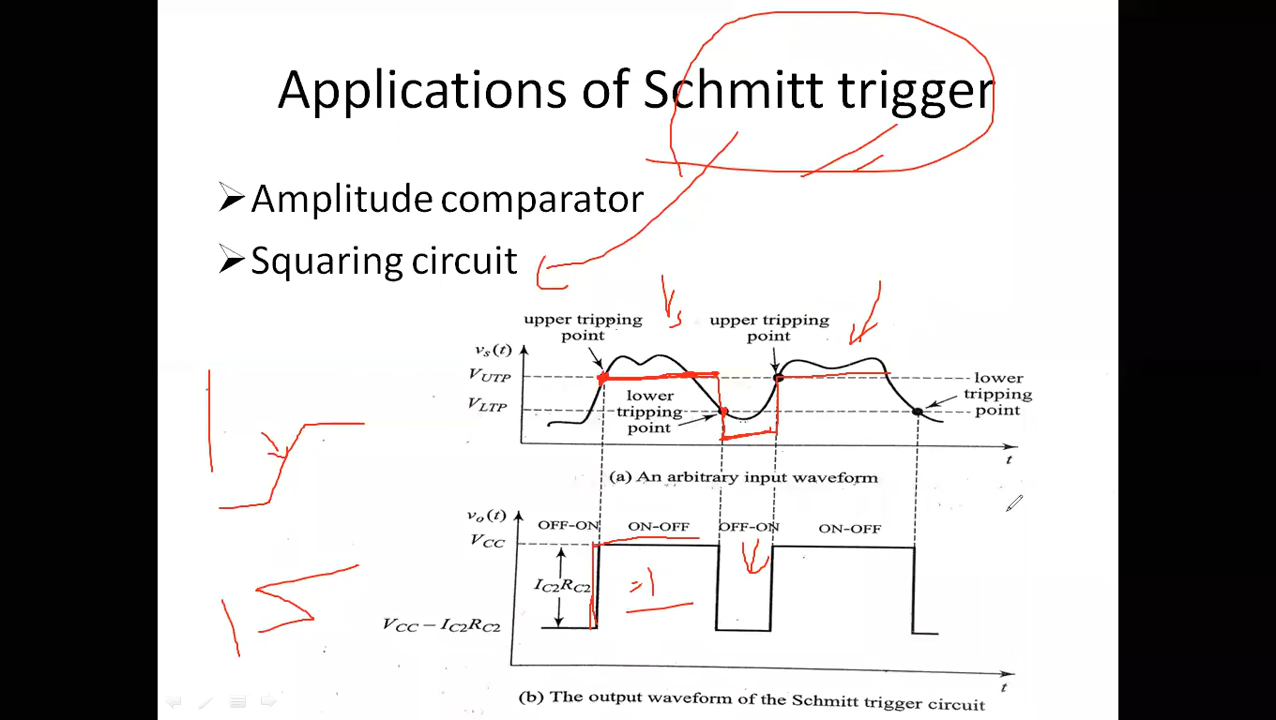 Applications of Schmitt trigger
Amplitude comparator
Squaring circuit
upper tripping
point
upper tripping
point
vs(t)
VUTP
VLTP
lower
tripping
point
lower
tripping
point
t
(a) An arbitrary input waveform
vo(t)
OFF-ON
ON-OFF
OFF-ON
ON-OFF
VCC
IC2RC2
VCC − IC2RC2
t
(b) The output waveform of the Schmitt trigger circuit